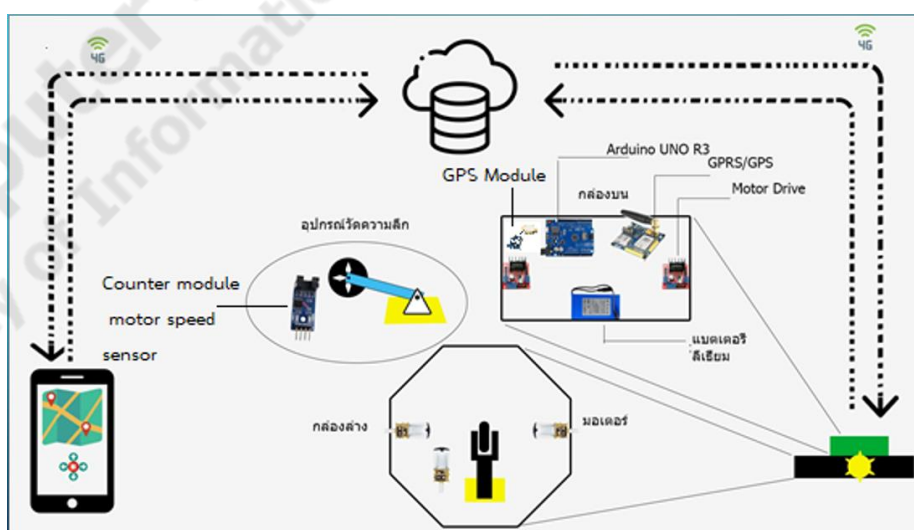 4G
4G
Arduino UNO R3
GPRS/GPS
GPS Module
กล่องบน
Motor Drive
อุปกรณ์วัดความลึก
Counter module
motor speed
sensor
แบตเตอรี่
ลิเธียม
กล่องล่าง
มอเตอร์